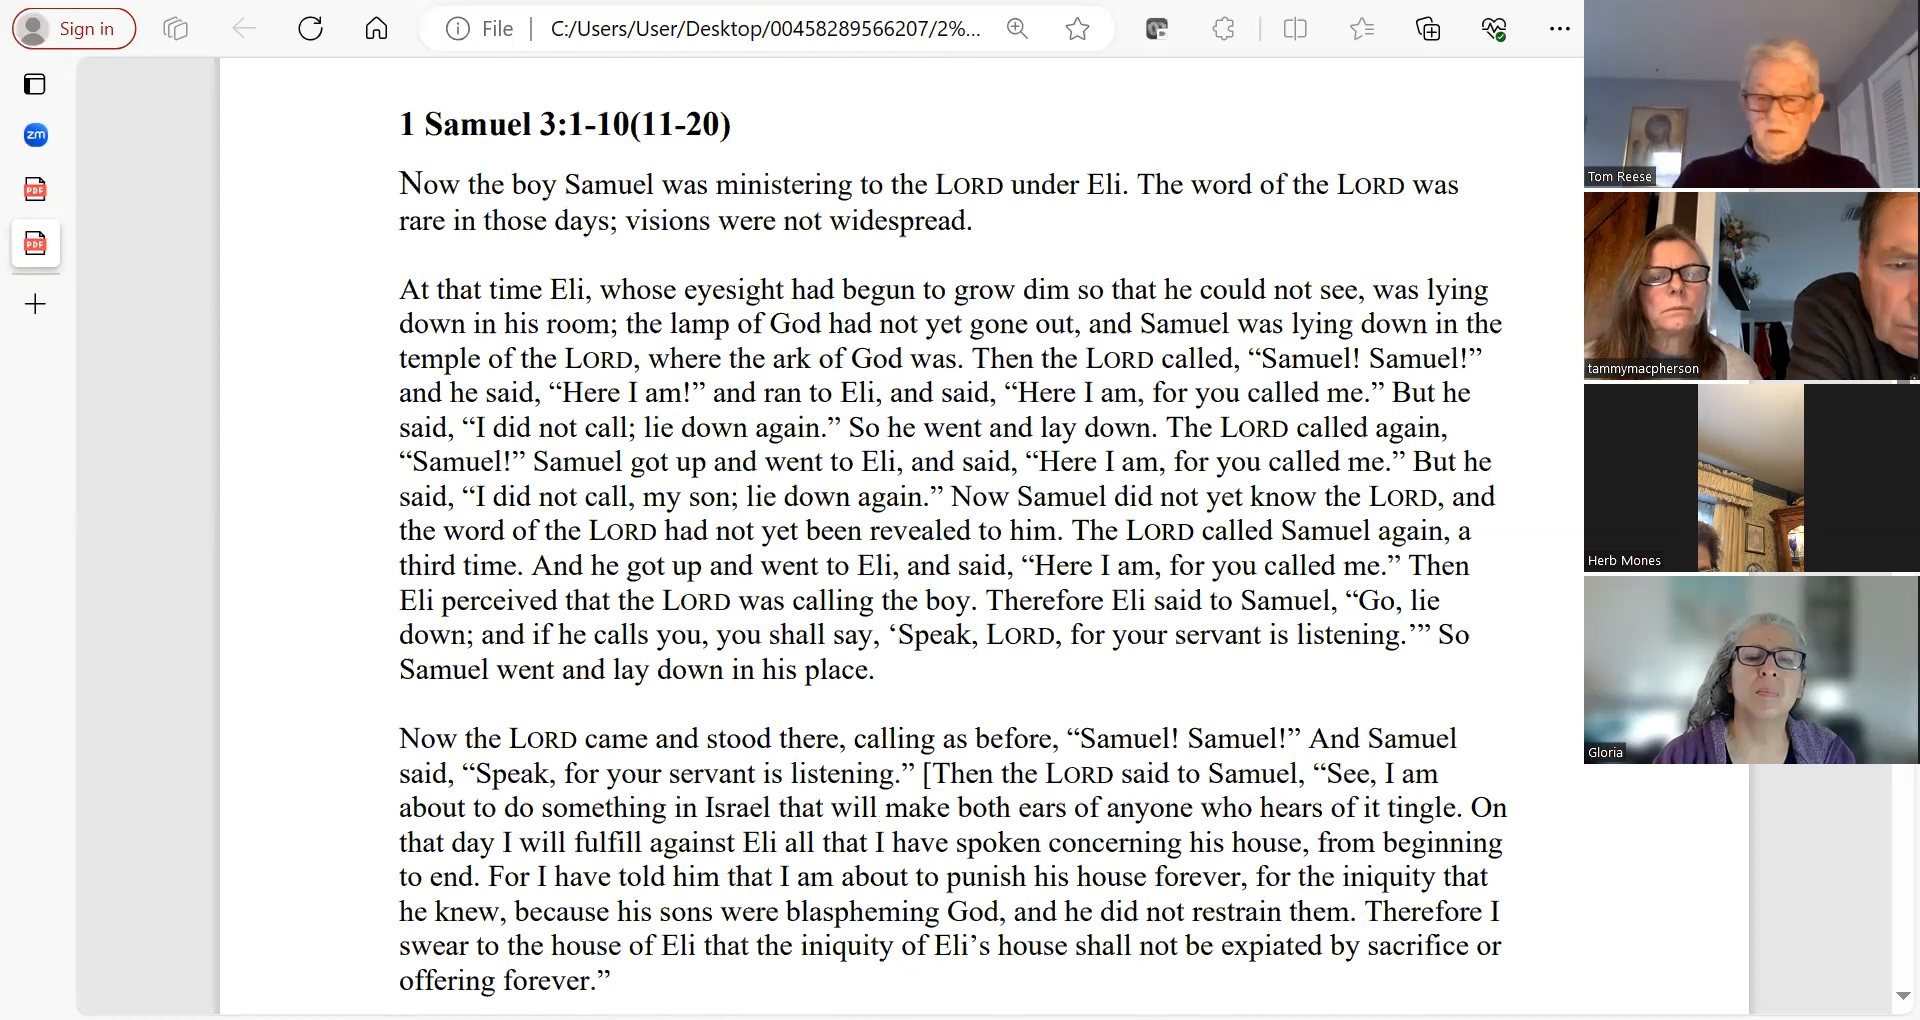 Sign in
File
C:/Users/User/Desktop/00458289566207/2%...
zm
PDF
PDF
1 Samuel 3:1-10(11-20)
Now the boy Samuel was ministering to the LORD under Eli. The word of the LORD was
rare in those days; visions were not widespread.
At that time Eli, whose eyesight had begun to grow dim so that he could not see, was lying
down in his room; the lamp of God had not yet gone out, and Samuel was lying down in the
temple of the LORD, where the ark of God was. Then the LORD called, “Samuel! Samuel!”
and he said, “Here I am!” and ran to Eli, and said, “Here I am, for you called me.” But he
said, “I did not call; lie down again.” So he went and lay down. The LORD called again,
“Samuel!” Samuel got up and went to Eli, and said, “Here I am, for you called me.” But he
said, “I did not call, my son; lie down again.” Now Samuel did not yet know the LORD, and
the word of the LORD had not yet been revealed to him. The LORD called Samuel again, a
third time. And he got up and went to Eli, and said, “Here I am, for you called me.” Then
Eli perceived that the LORD was calling the boy. Therefore Eli said to Samuel, “Go, lie
down; and if he calls you, you shall say, ‘Speak, LORD, for your servant is listening.’” So
Samuel went and lay down in his place.
Now the LORD came and stood there, calling as before, “Samuel! Samuel!” And Samuel
said, “Speak, for your servant is listening.” [Then the LORD said to Samuel, “See, I am
about to do something in Israel that will make both ears of anyone who hears of it tingle. On
that day I will fulfill against Eli all that I have spoken concerning his house, from beginning
to end. For I have told him that I am about to punish his house forever, for the iniquity that
he knew, because his sons were blaspheming God, and he did not restrain them. Therefore I
swear to the house of Eli that the iniquity of Eli’s house shall not be expiated by sacrifice or
offering forever.”
Tom Reese
tammymacpherson
Herb Mones
Gloria